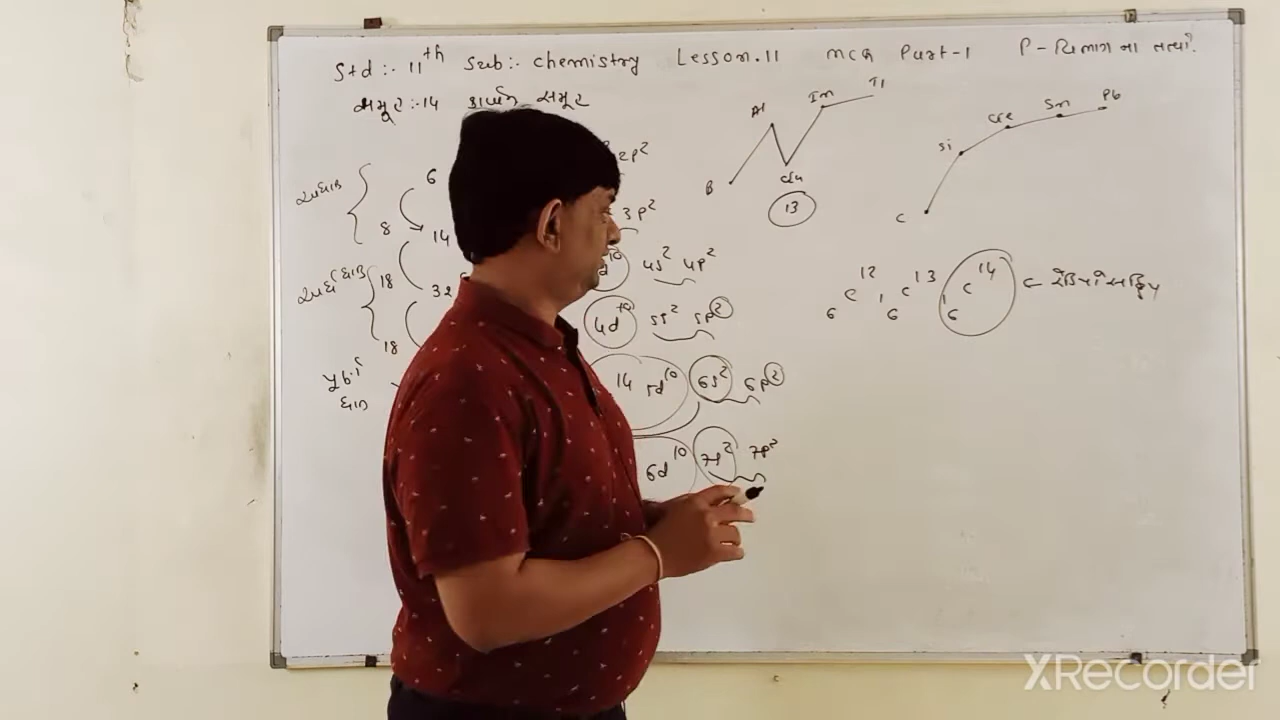 Std :- 11th Sub :- chemistry Lesson. 11 MCQ Part-1 P - વિભાગ ના તત્વો.
સમૂહ :- 14 કાર્બન સમૂહ
2p²
અધાતુ
6
8
14
3p²
અર્ધધાતુ
18
32
4s² 4p²
18
4d¹⁰ 5s² 5p²
14 5d¹⁰ 6s² 6p²
ધાતુ
6d¹⁰ 7s² 7p²
B Al Ga In Tl
13
C Si Ge Sn Pb
₆C¹² , ₆C¹³ , ₆C¹⁴
XRecorder